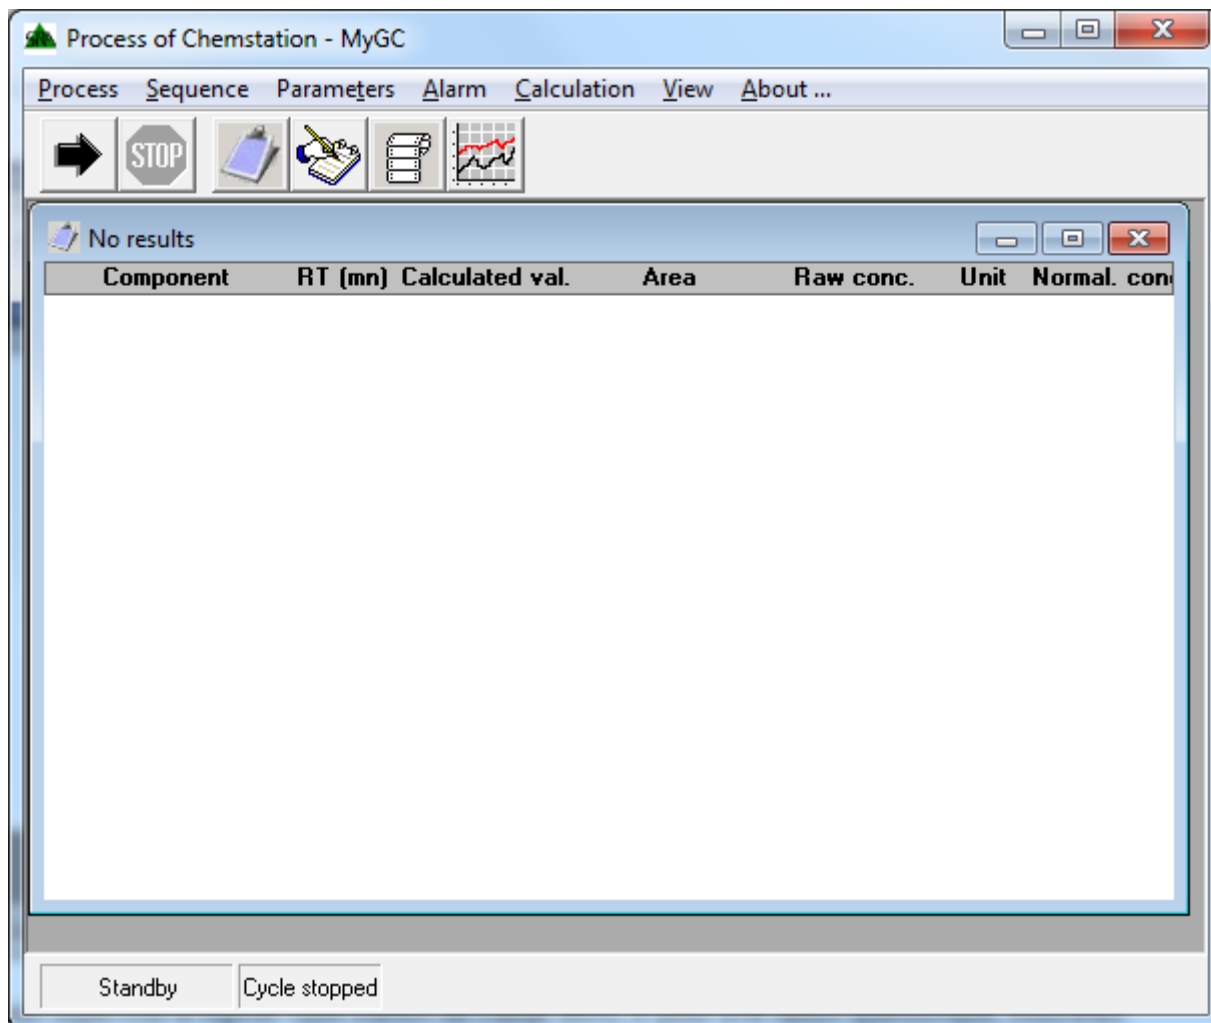 Process of Chemstation - MyGC
Process Sequence Parameters Alarm Calculation View About ...
STOP
No results
Component RT (mn) Calculated val. Area Raw conc. Unit Normal. con
Standby Cycle stopped